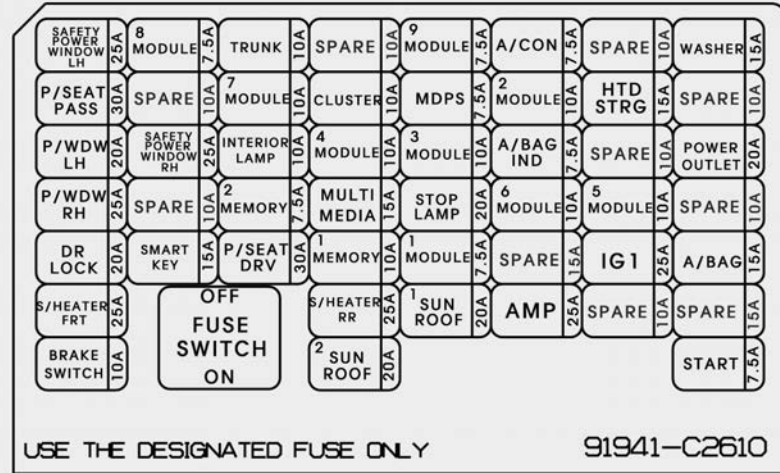 SAFETY
POWER
WINDOW
LH
25A
8
MODULE
7.5A
TRUNK
10A
SPARE
10A
9
MODULE
7.5A
A/CON
7.5A
SPARE
10A
WASHER
15A
P/SEAT
PASS
30A
SPARE
10A
7
MODULE
10A
CLUSTER
10A
MDPS
7.5A
2
MODULE
10A
HTD
STRG
15A
SPARE
10A
P/WDW
LH
20A
SAFETY
POWER
WINDOW
RH
25A
INTERIOR
LAMP
10A
4
MODULE
10A
3
MODULE
10A
A/BAG
IND
7.5A
SPARE
10A
POWER
OUTLET
20A
P/WDW
RH
25A
SPARE
10A
2
MEMORY
7.5A
MULTI
MEDIA
15A
STOP
LAMP
20A
6
MODULE
10A
5
MODULE
10A
SPARE
10A
DR
LOCK
20A
SMART
KEY
15A
P/SEAT
DRV
30A
1
MEMORY
10A
1
MODULE
7.5A
SPARE
15A
IG1
25A
A/BAG
15A
S/HEATER
FRT
25A
OFF
FUSE
SWITCH
ON
S/HEATER
RR
25A
1
SUN
ROOF
20A
AMP
25A
SPARE
10A
SPARE
15A
BRAKE
SWITCH
10A
2
SUN
ROOF
20A
START
7.5A
USE THE DESIGNATED FUSE ONLY
91941-C2610